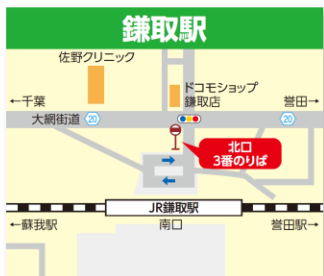 鎌取駅
佐野クリニック
ドコモショップ
鎌取店
←千葉
誉田→
大網街道 20
20
北口
3番のりば
JR鎌取駅
←蘇我駅
南口
誉田駅→